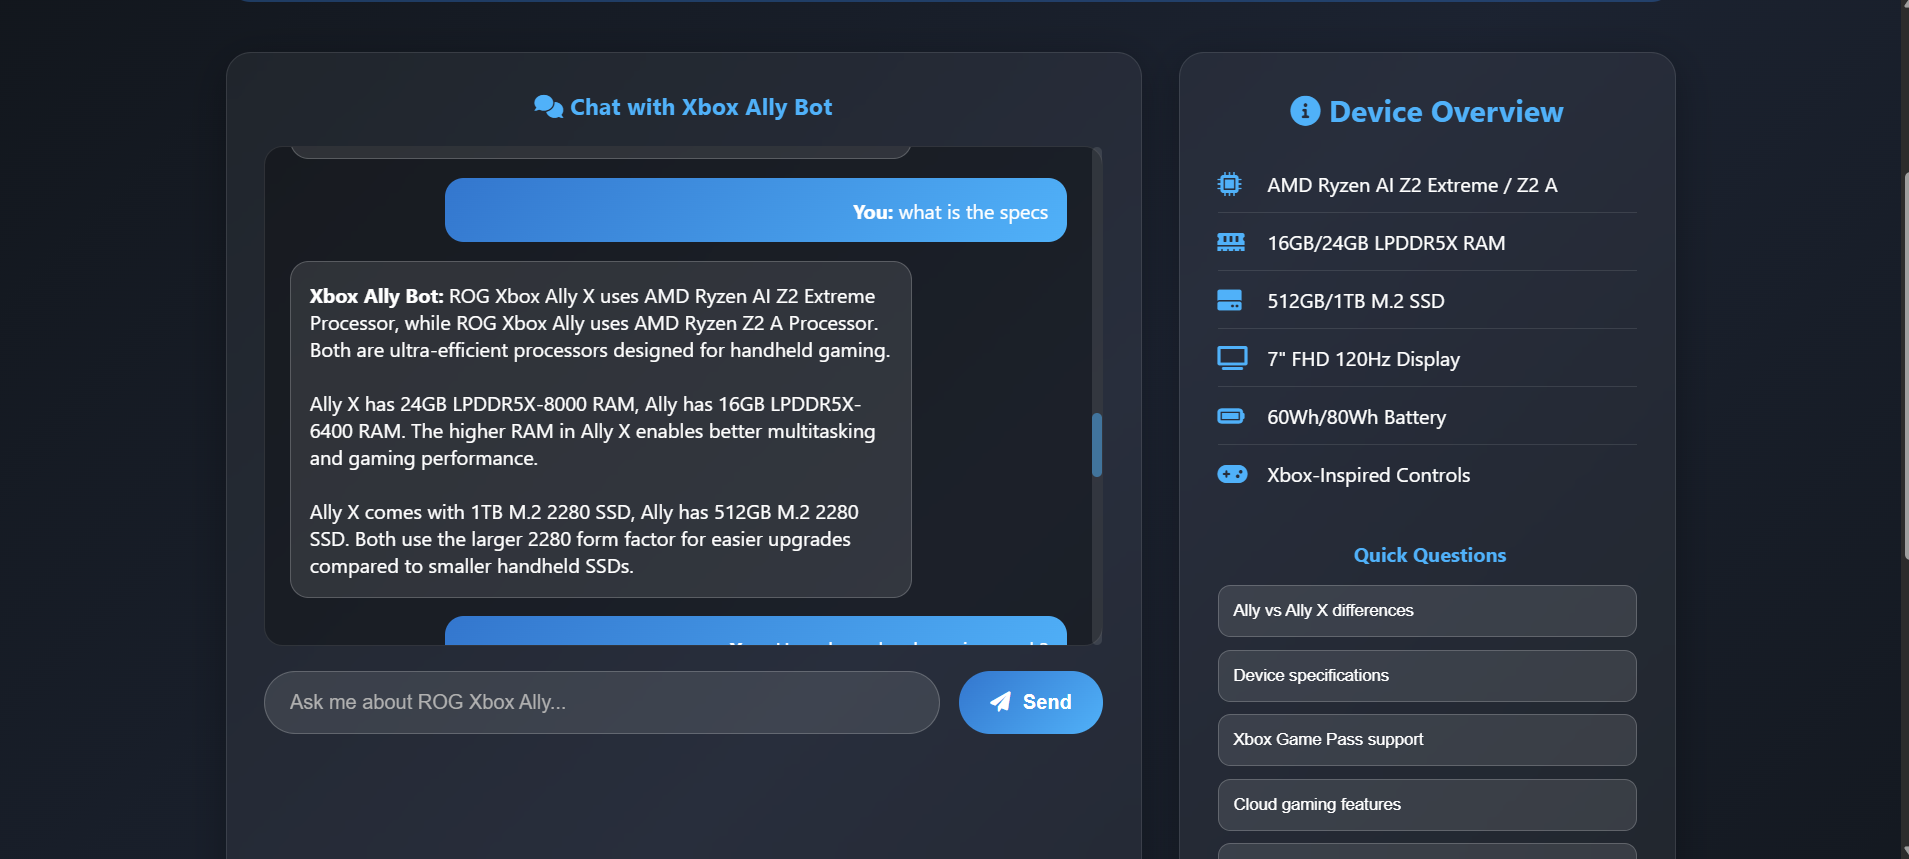 Chat with Xbox Ally Bot
You: what is the specs
Xbox Ally Bot: ROG Xbox Ally X uses AMD Ryzen AI Z2 Extreme
Processor, while ROG Xbox Ally uses AMD Ryzen Z2 A Processor.
Both are ultra-efficient processors designed for handheld gaming.
Ally X has 24GB LPDDR5X-8000 RAM, Ally has 16GB LPDDR5X-
6400 RAM. The higher RAM in Ally X enables better multitasking
and gaming performance.
Ally X comes with 1TB M.2 2280 SSD, Ally has 512GB M.2 2280
SSD. Both use the larger 2280 form factor for easier upgrades
compared to smaller handheld SSDs.
Ask me about ROG Xbox Ally...
Send
Device Overview
AMD Ryzen AI Z2 Extreme / Z2 A
16GB/24GB LPDDR5X RAM
512GB/1TB M.2 SSD
7" FHD 120Hz Display
60Wh/80Wh Battery
Xbox-Inspired Controls
Quick Questions
Ally vs Ally X differences
Device specifications
Xbox Game Pass support
Cloud gaming features